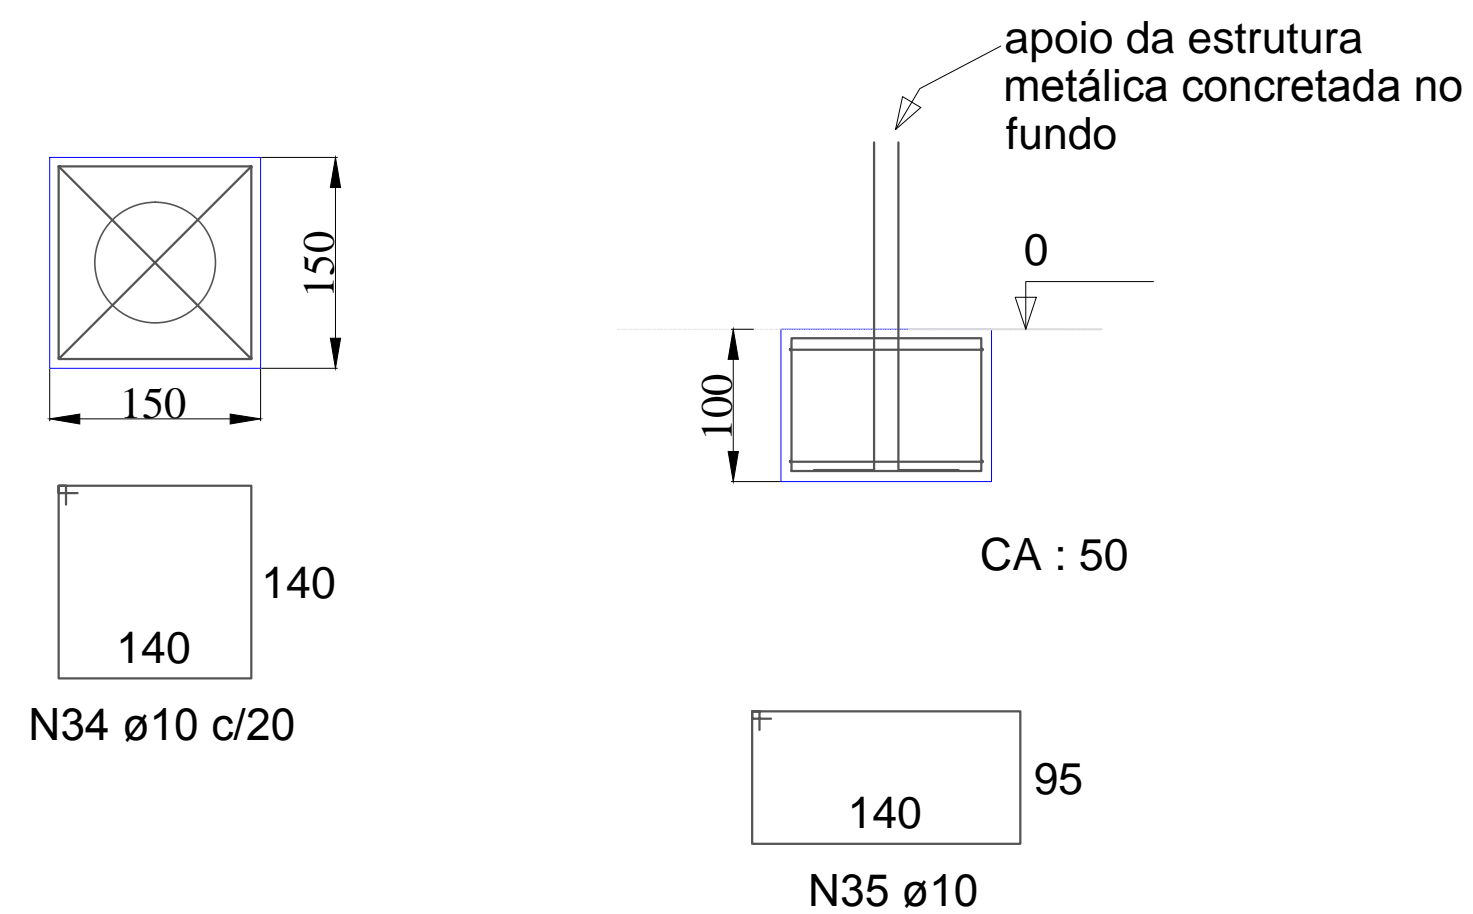 apoio da estrutura
metálica concretada no
fundo
150
150
0
100
CA : 50
140
140
N34 ø10 c/20
95
140
N35 ø10